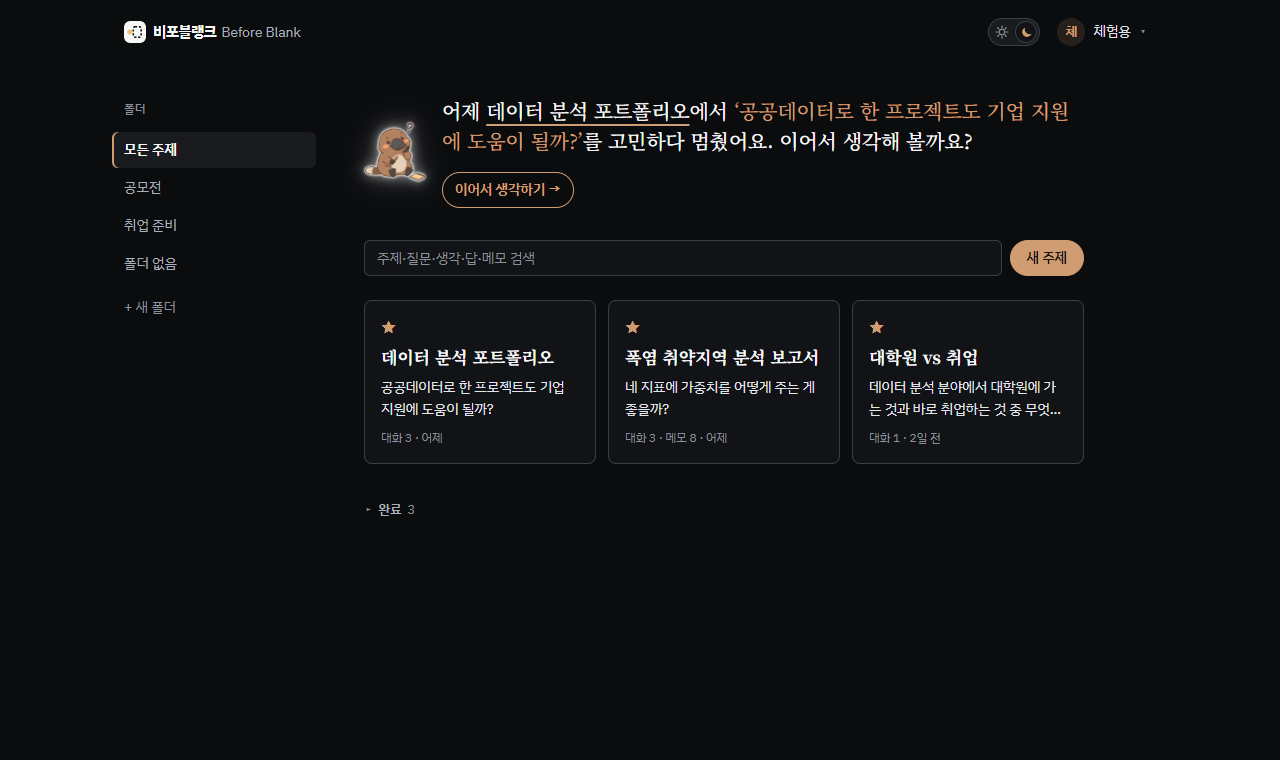 비포블랭크 Before Blank
체 체험용
폴더
모든 주제
공모전
취업 준비
폴더 없음
+ 새 폴더
어제 데이터 분석 포트폴리오에서 ‘공공데이터로 한 프로젝트도 기업 지원
에 도움이 될까?’를 고민하다 멈췄어요. 이어서 생각해 볼까요?
이어서 생각하기 →
주제·질문·생각·답·메모 검색
새 주제
데이터 분석 포트폴리오
공공데이터로 한 프로젝트도 기업
지원에 도움이 될까?
대화 3 · 어제
폭염 취약지역 분석 보고서
네 지표에 가중치를 어떻게 주는 게
좋을까?
대화 3 · 메모 8 · 어제
대학원 vs 취업
데이터 분석 분야에서 대학원에 가
는 것과 바로 취업하는 것 중 무엇...
대화 1 · 2일 전
완료 3